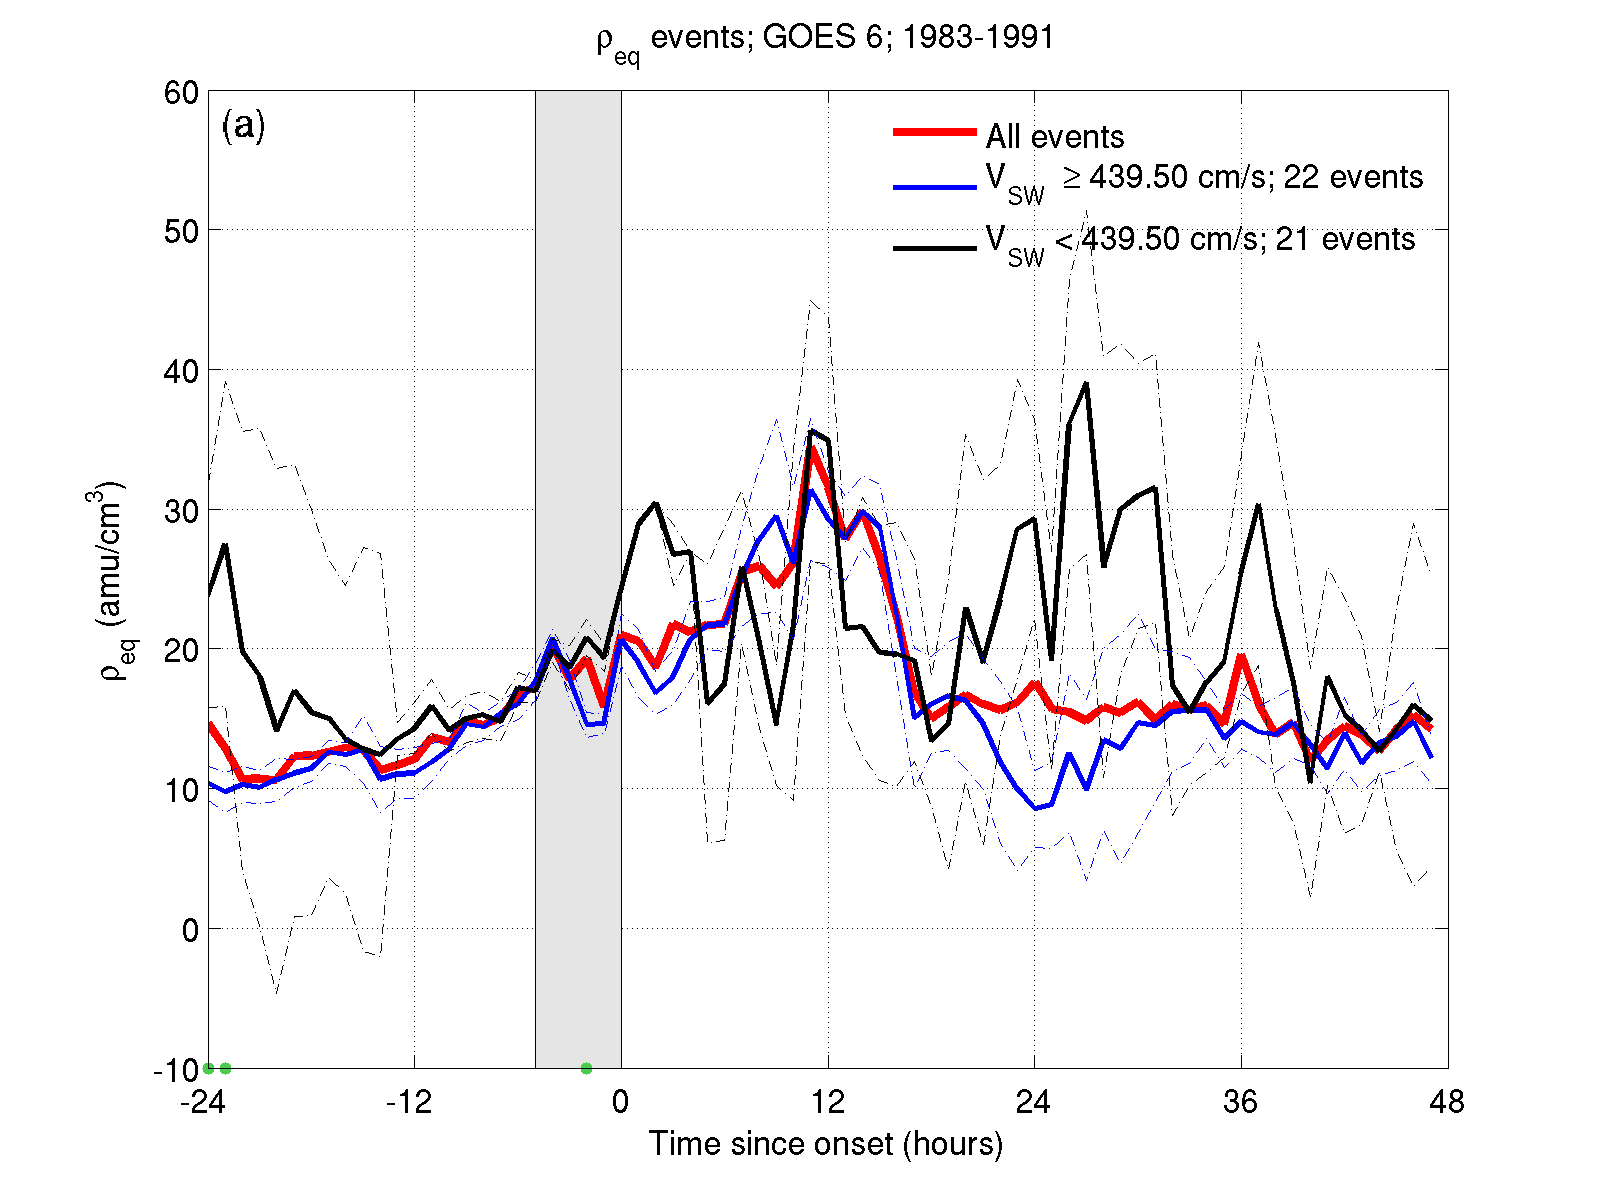 ρeq events; GOES 6; 1983-1991
(a)
All events
VSW ≥ 439.50 cm/s; 22 events
VSW < 439.50 cm/s; 21 events
60
50
40
30
20
10
0
-10
ρeq (amu/cm3)
-24 -12 0 12 24 36 48
Time since onset (hours)